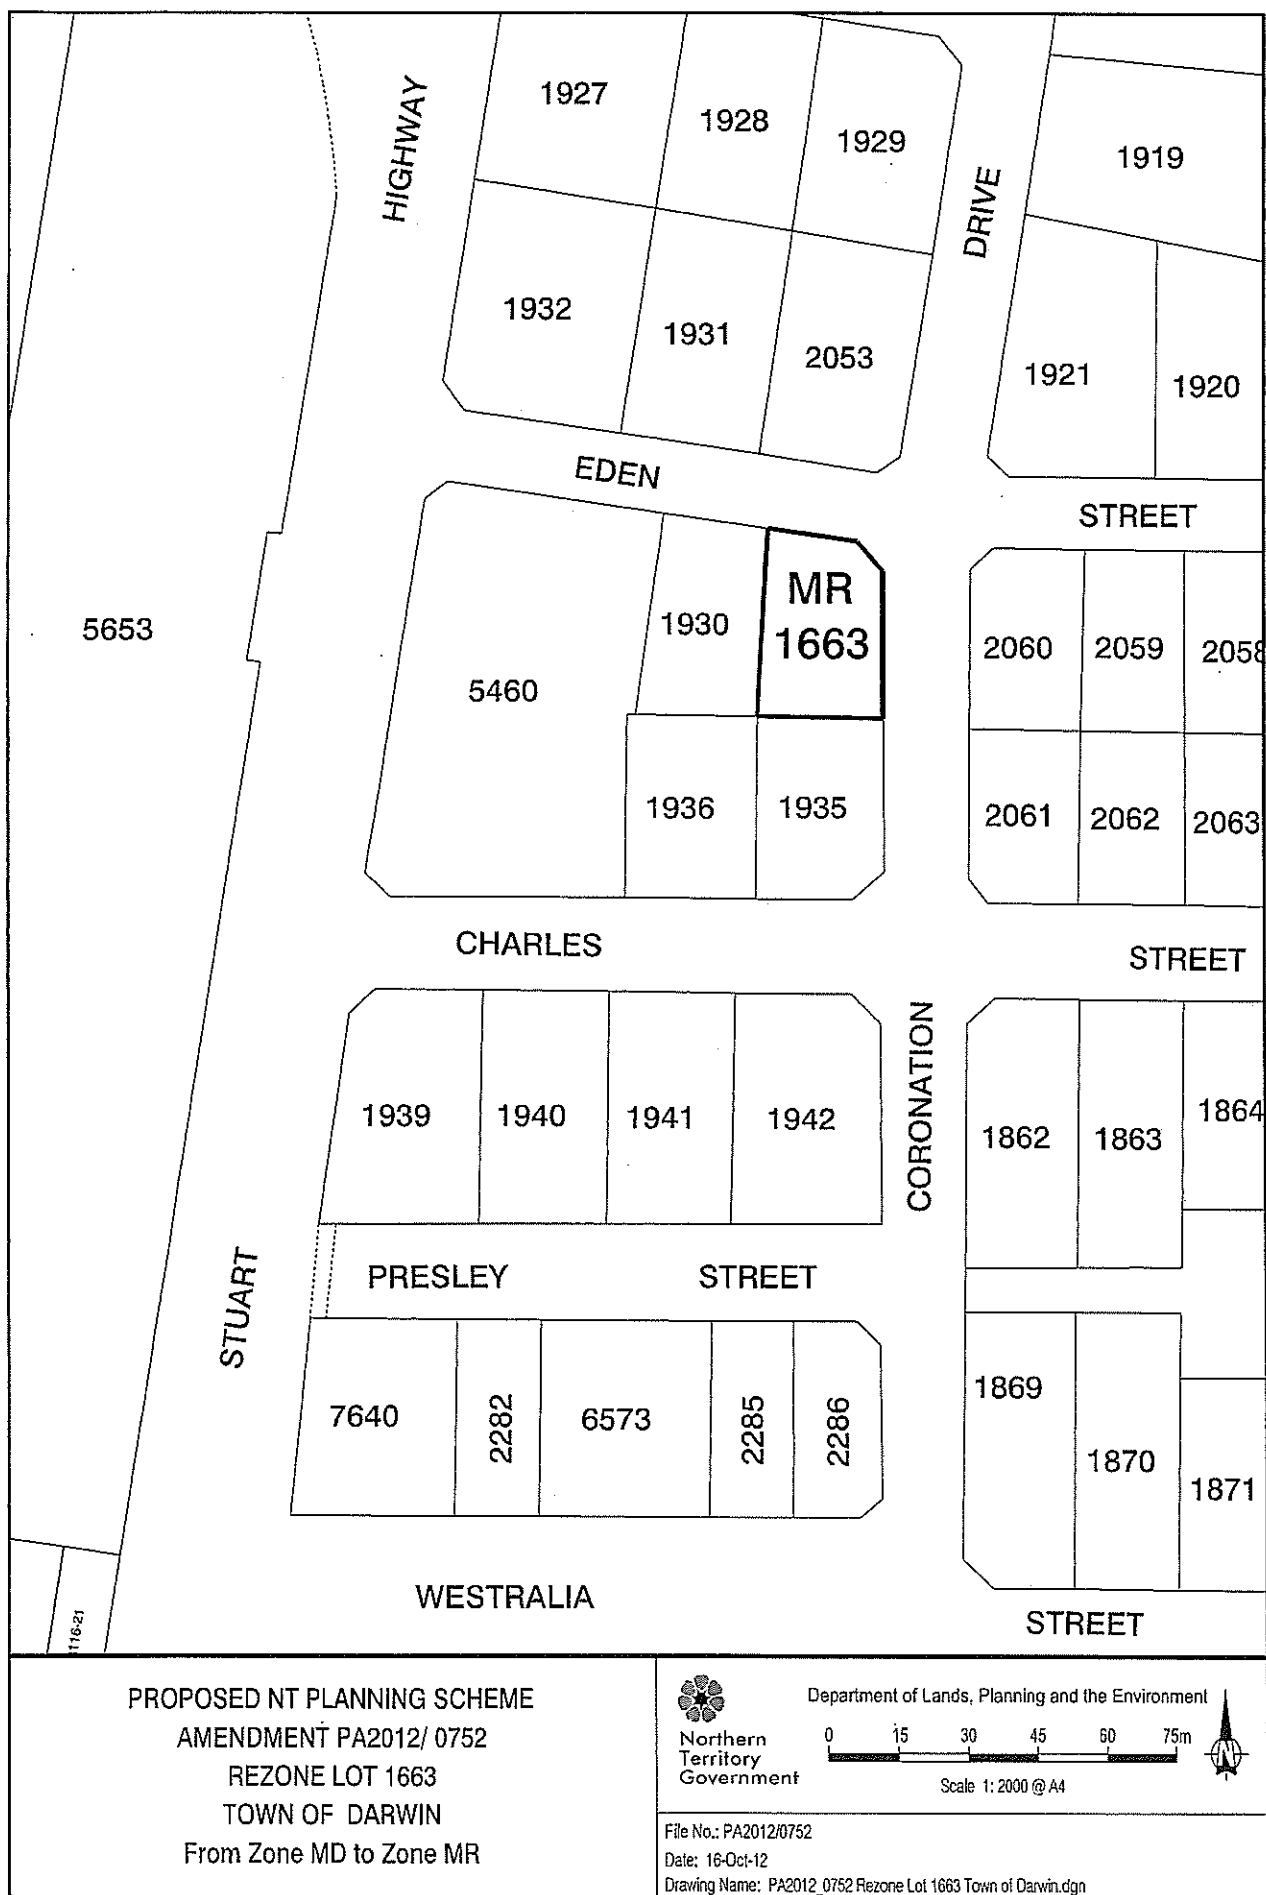 1927
1928
1929
1919
HIGHWAY
DRIVE
1932
1931
2053
1921
1920
EDEN
STREET
MR
1663
5653
1930
5460
2060
2059
2058
1936
1935
2061
2062
2063
CHARLES
STREET
CORONATION
1939
1940
1941
1942
1862
1863
1864
STUART
PRESLEY
STREET
7640
2282
6573
2285
2286
1869
1870
1871
WESTRALIA
STREET
116-21
PROPOSED NT PLANNING SCHEME
AMENDMENT PA2012/ 0752
REZONE LOT 1663
TOWN OF DARWIN
From Zone MD to Zone MR
Northern
Territory
Government
Department of Lands, Planning and the Environment
0 15 30 45 60 75m
N
Scale 1: 2000 @ A4
File No.: PA2012/0752
Date: 16-Oct-12
Drawing Name: PA2012_0752 Rezone Lot 1663 Town of Darwin.dgn